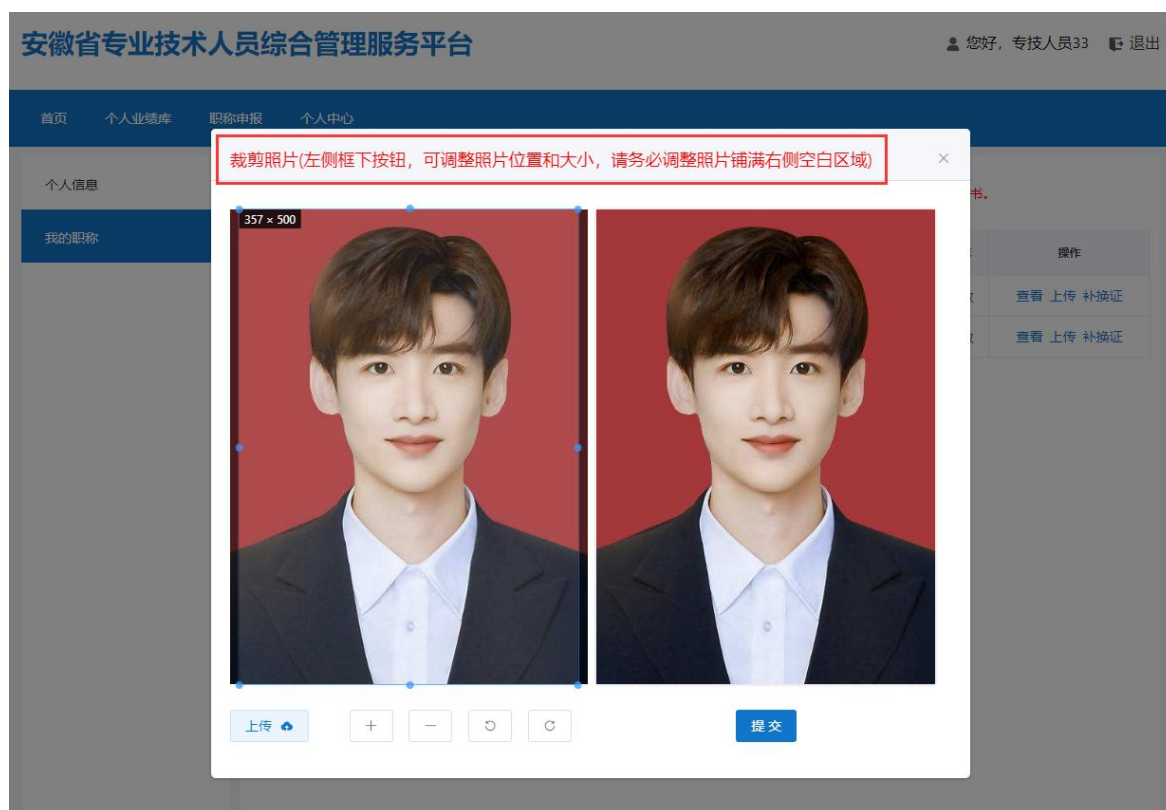 安徽省专业技术人员综合管理服务平台
您好，专技人员33 退出
首页 个人业绩库 职称申报 个人中心
裁剪照片(左侧框下按钮，可调整照片位置和大小，请务必调整照片铺满右侧空白区域)
个人信息
书。
357 × 500
我的职称
操作
查看 上传 补换证
查看 上传 补换证
上传
提交